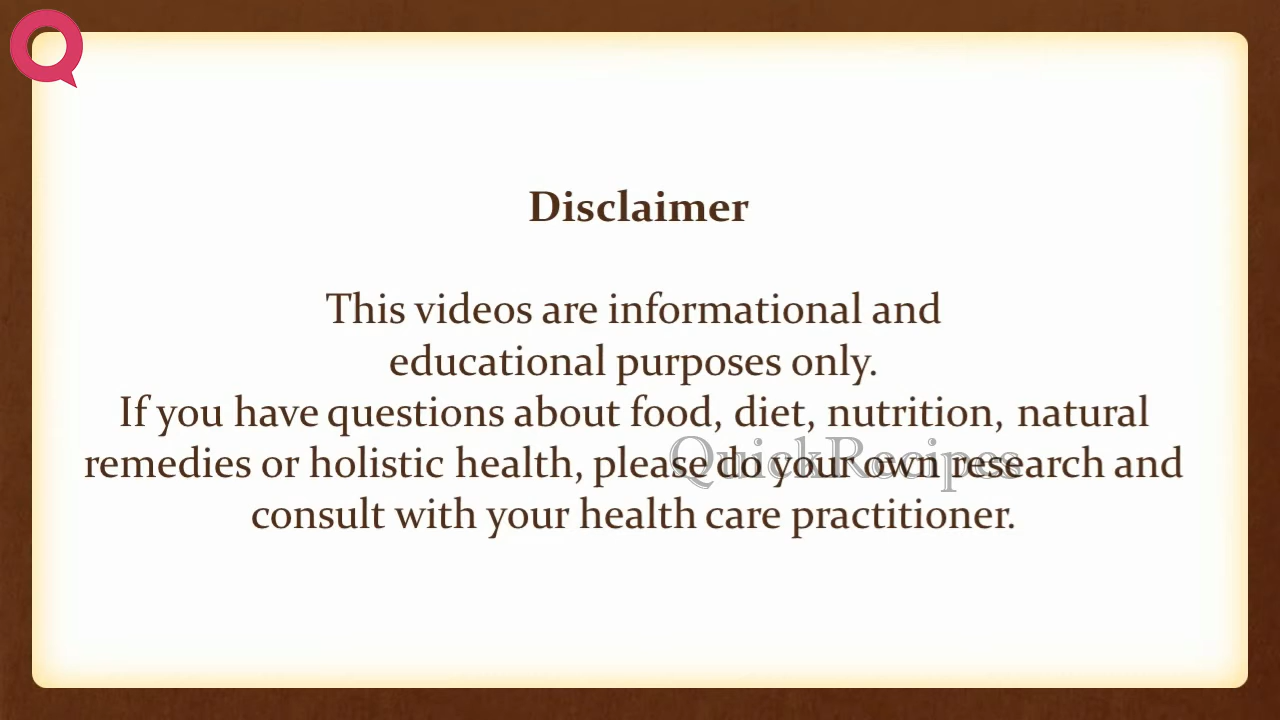 Disclaimer
This videos are informational and
educational purposes only.
If you have questions about food, diet, nutrition, natural
remedies or holistic health, please do your own research and
QuickRecipes
consult with your health care practitioner.